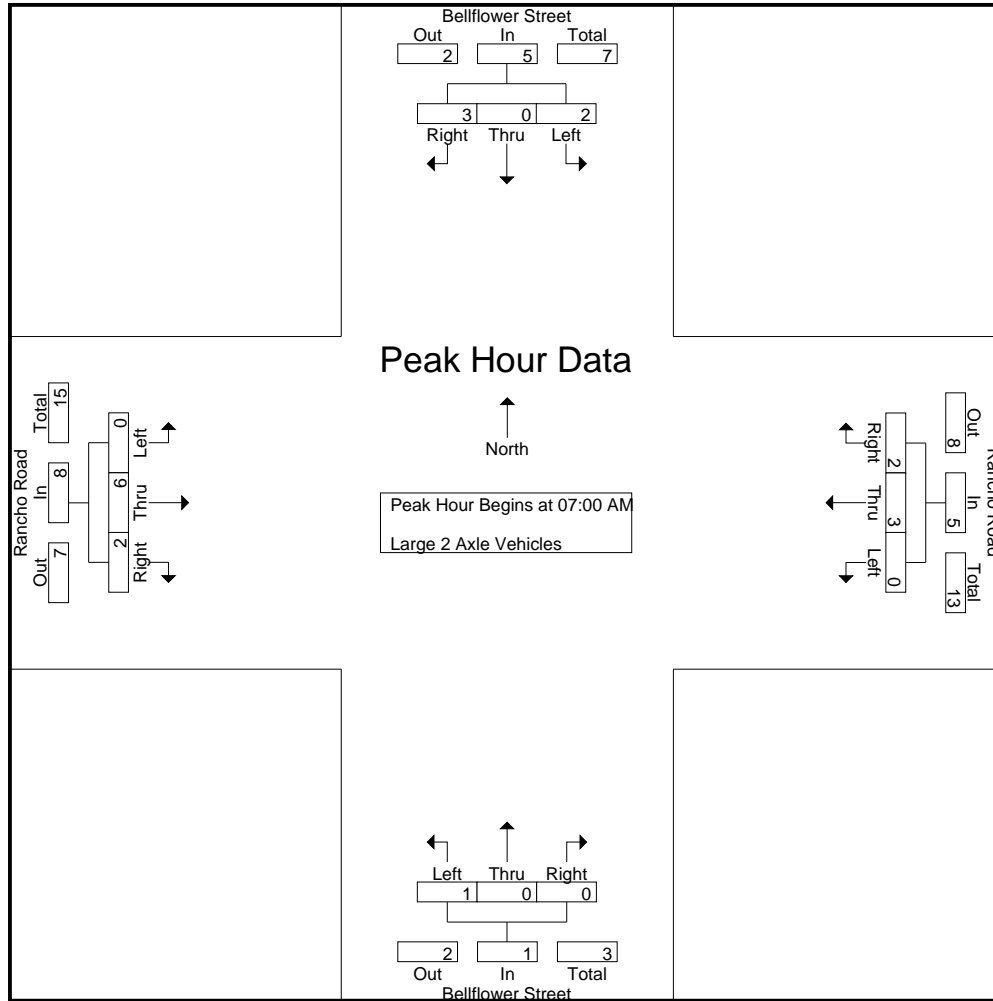 Bellflower Street
Out In Total
2 5 7
3 0 2
Right Thru Left
Peak Hour Data
North
Peak Hour Begins at 07:00 AM
Large 2 Axle Vehicles
Rancho Road
Total In Out
15 8 7
0 6 2
Left Thru Right
Rancho Road
Out In Total
8 5 13
2 3 0
Right Thru Left
Left Thru Right
1 0 0
2 1 3
Out In Total
Bellflower Street